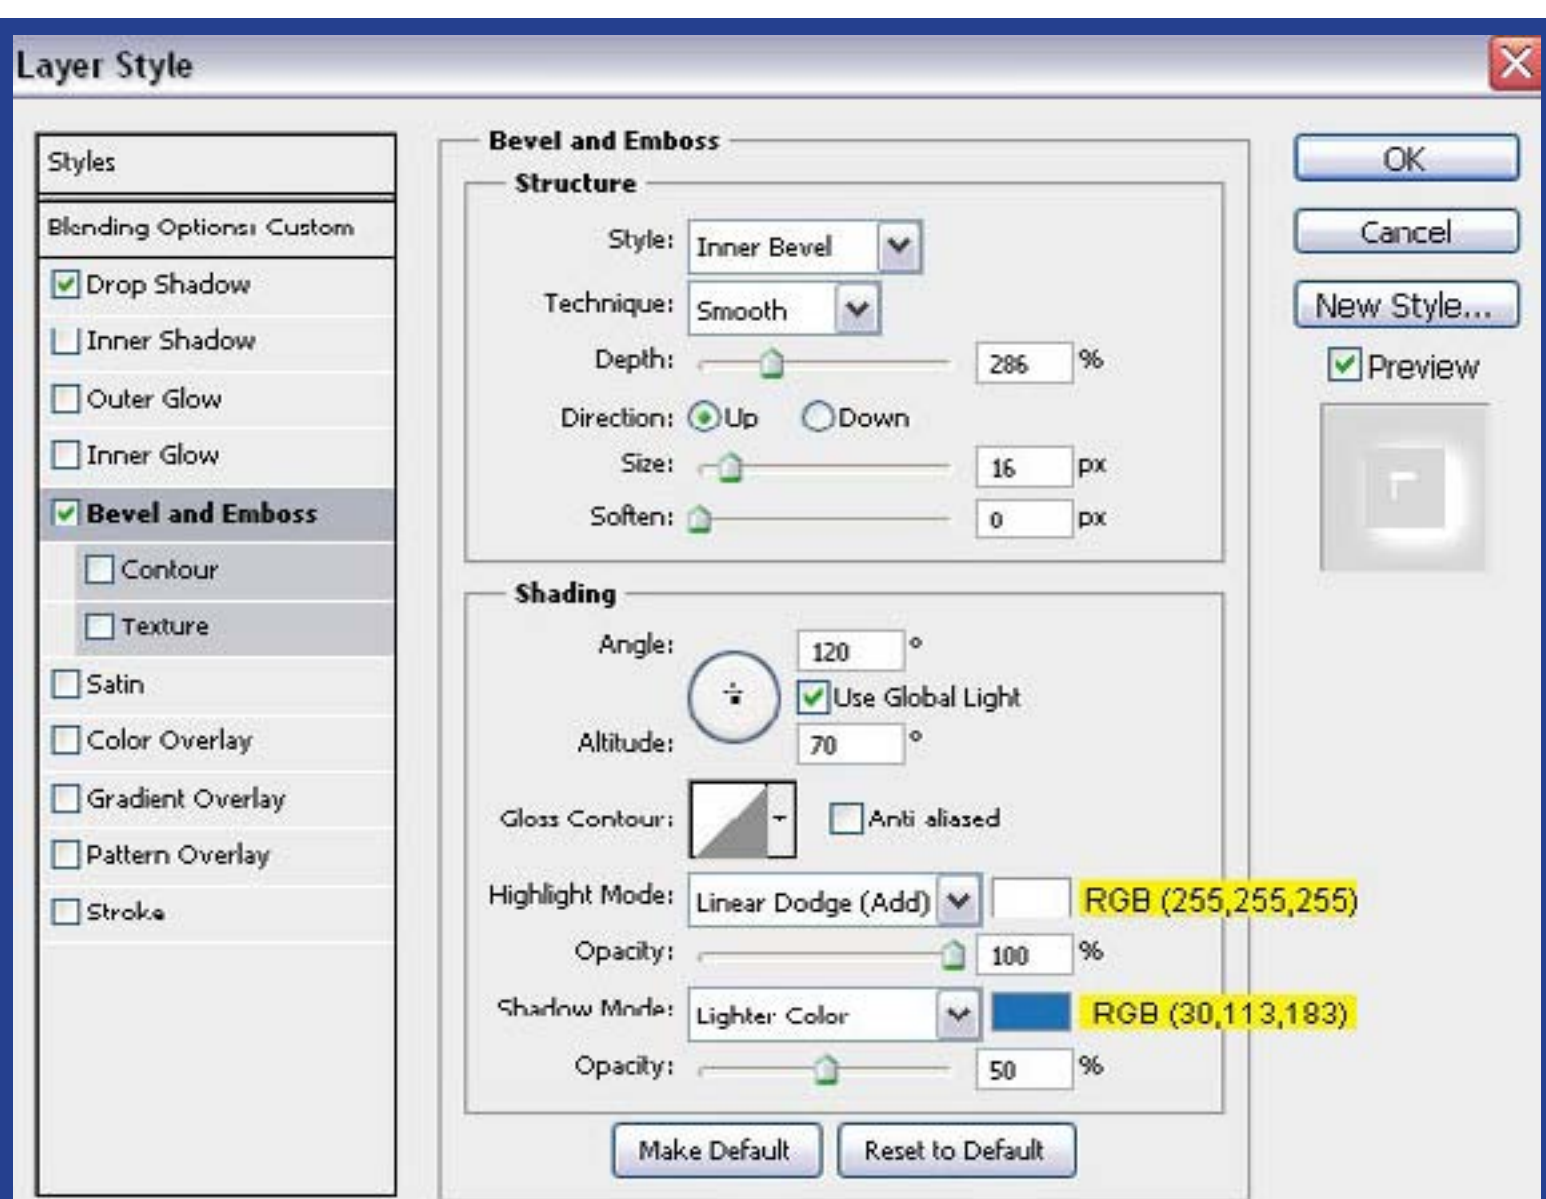 Layer Style
Styles
Blending Options: Custom
Drop Shadow
Inner Shadow
Outer Glow
Inner Glow
Bevel and Emboss
Contour
Texture
Satin
Color Overlay
Gradient Overlay
Pattern Overlay
Stroke
Bevel and Emboss
Structure
Style: Inner Bevel
Technique: Smooth
Depth: 286 %
Direction: Up Down
Size: 16 px
Soften: 0 px
Shading
Angle: 120 °
Use Global Light
Altitude: 70 °
Gloss Contour: Anti aliased
Highlight Mode: Linear Dodge (Add) RGB (255,255,255)
Opacity: 100 %
Shadow Mode: Lighter Color RGB (30,113,183)
Opacity: 50 %
Make Default Reset to Default
OK
Cancel
New Style...
Preview